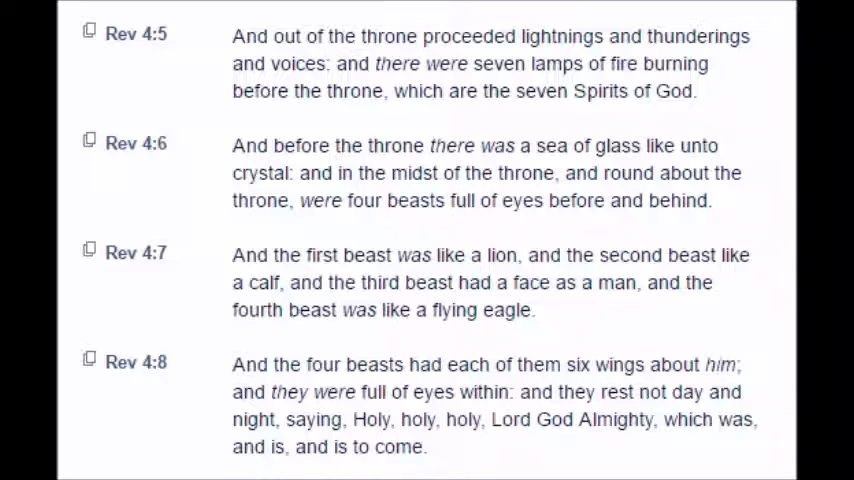 Rev 4:5 And out of the throne proceeded lightnings and thunderings
and voices: and there were seven lamps of fire burning
before the throne, which are the seven Spirits of God.
Rev 4:6 And before the throne there was a sea of glass like unto
crystal: and in the midst of the throne, and round about the
throne, were four beasts full of eyes before and behind.
Rev 4:7 And the first beast was like a lion, and the second beast like
a calf, and the third beast had a face as a man, and the
fourth beast was like a flying eagle.
Rev 4:8 And the four beasts had each of them six wings about him;
and they were full of eyes within: and they rest not day and
night, saying, Holy, holy, holy, Lord God Almighty, which was,
and is, and is to come.